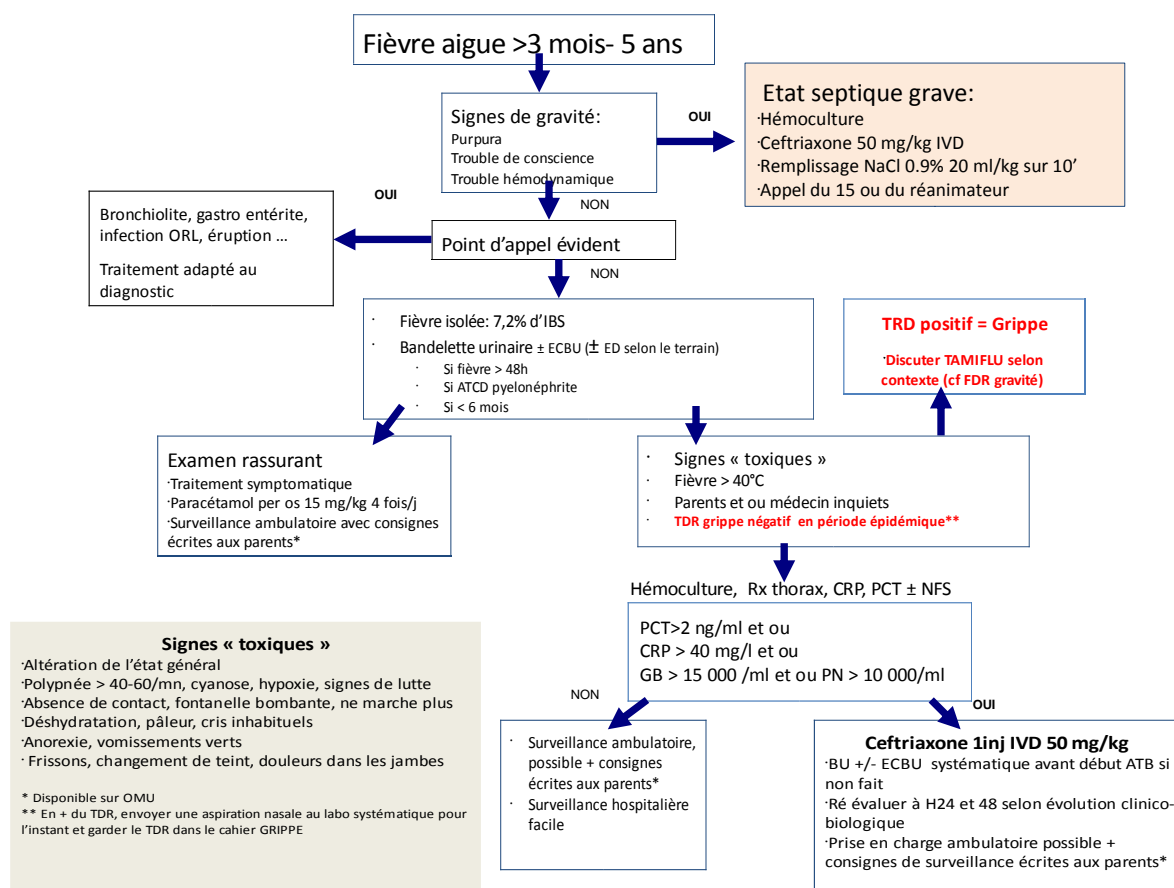 Fièvre aigue >3 mois- 5 ans
Signes de gravité:
Purpura
Trouble de conscience
Trouble hémodynamique
OUI
Etat septique grave:
·Hémoculture
·Ceftriaxone 50 mg/kg IVD
·Remplissage NaCl 0.9% 20 ml/kg sur 10’
·Appel du 15 ou du réanimateur
NON
Point d’appel évident
OUI
Bronchiolite, gastro entérite,
infection ORL, éruption …
Traitement adapté au
diagnostic
NON
· Fièvre isolée: 7,2% d’IBS
· Bandelette urinaire ± ECBU (± ED selon le terrain)
· Si fièvre > 48h
· Si ATCD pyelonéphrite
· Si < 6 mois
TRD positif = Grippe
·Discuter TAMIFLU selon
contexte (cf FDR gravité)
Examen rassurant
·Traitement symptomatique
·Paracétamol per os 15 mg/kg 4 fois/j
·Surveillance ambulatoire avec consignes
écrites aux parents*
· Signes « toxiques »
· Fièvre > 40°C
· Parents et ou médecin inquiets
· TDR grippe négatif en période épidémique**
Hémoculture, Rx thorax, CRP, PCT ± NFS
PCT>2 ng/ml et ou
CRP > 40 mg/l et ou
GB > 15 000 /ml et ou PN > 10 000/ml
NON
OUI
· Surveillance ambulatoire,
possible + consignes
écrites aux parents*
· Surveillance hospitalière
facile
Ceftriaxone 1inj IVD 50 mg/kg
·BU +/- ECBU systématique avant début ATB si
non fait
·Ré évaluer à H24 et 48 selon évolution clinico-
biologique
·Prise en charge ambulatoire possible +
consignes de surveillance écrites aux parents*
Signes « toxiques »
·Altération de l’état général
·Polypnée > 40-60/mn, cyanose, hypoxie, signes de lutte
·Absence de contact, fontanelle bombante, ne marche plus
·Déshydratation, pâleur, cris inhabituels
·Anorexie, vomissements verts
· Frissons, changement de teint, douleurs dans les jambes
* Disponible sur OMU
** En + du TDR, envoyer une aspiration nasale au labo systématique pour
l’instant et garder le TDR dans le cahier GRIPPE